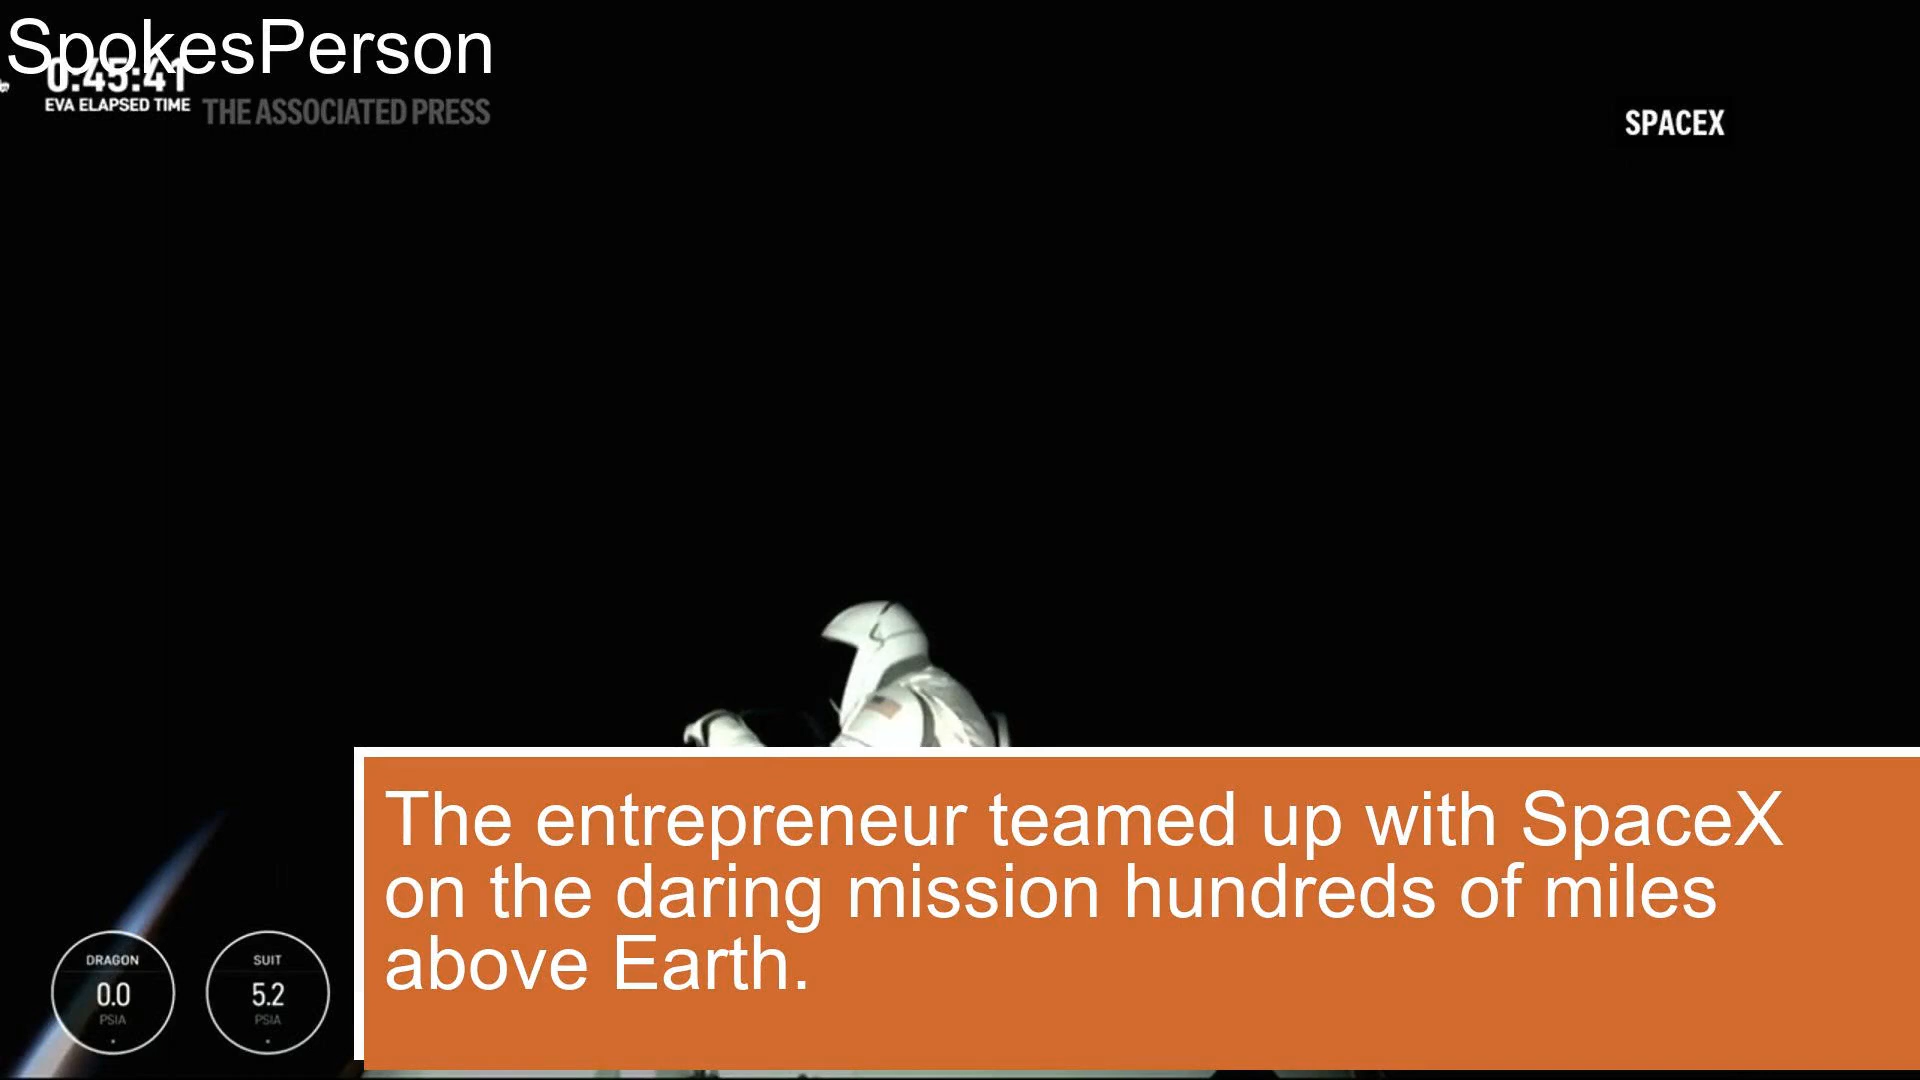 SpokesPerson
0:45:41
EVA ELAPSED TIME
THE ASSOCIATED PRESS
SPACEX
The entrepreneur teamed up with SpaceX
on the daring mission hundreds of miles
above Earth.
DRAGON
0.0
PSIA
SUIT
5.2
PSIA